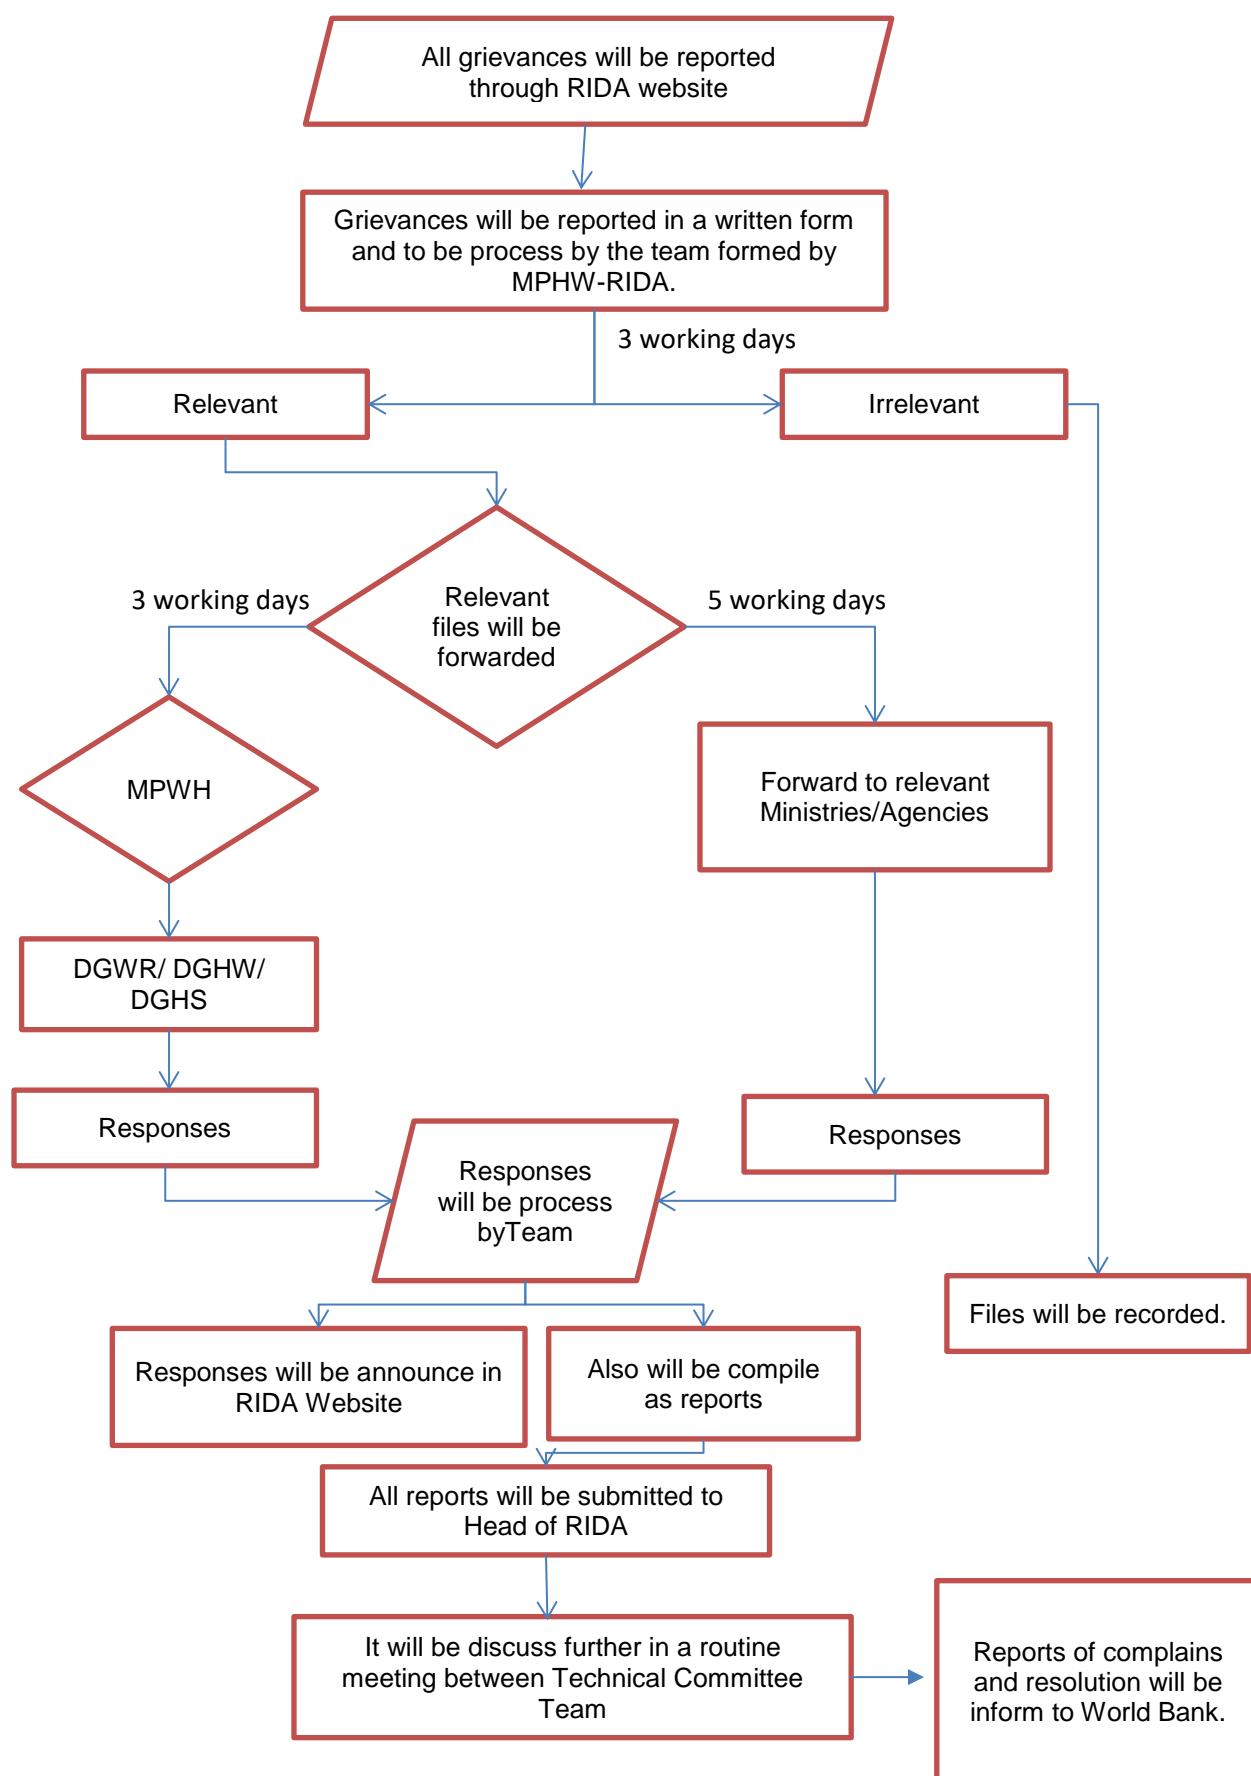 All grievances will be reported
through RIDA website
Grievances will be reported in a written form
and to be process by the team formed by
MPHW-RIDA.
3 working days
Relevant
Irrelevant
3 working days
Relevant
files will be
forwarded
5 working days
MPWH
Forward to relevant
Ministries/Agencies
DGWR/ DGHW/
DGHS
Responses
Responses
Responses
will be process
byTeam
Files will be recorded.
Responses will be announce in
RIDA Website
Also will be compile
as reports
All reports will be submitted to
Head of RIDA
It will be discuss further in a routine
meeting between Technical Committee
Team
Reports of complains
and resolution will be
inform to World Bank.